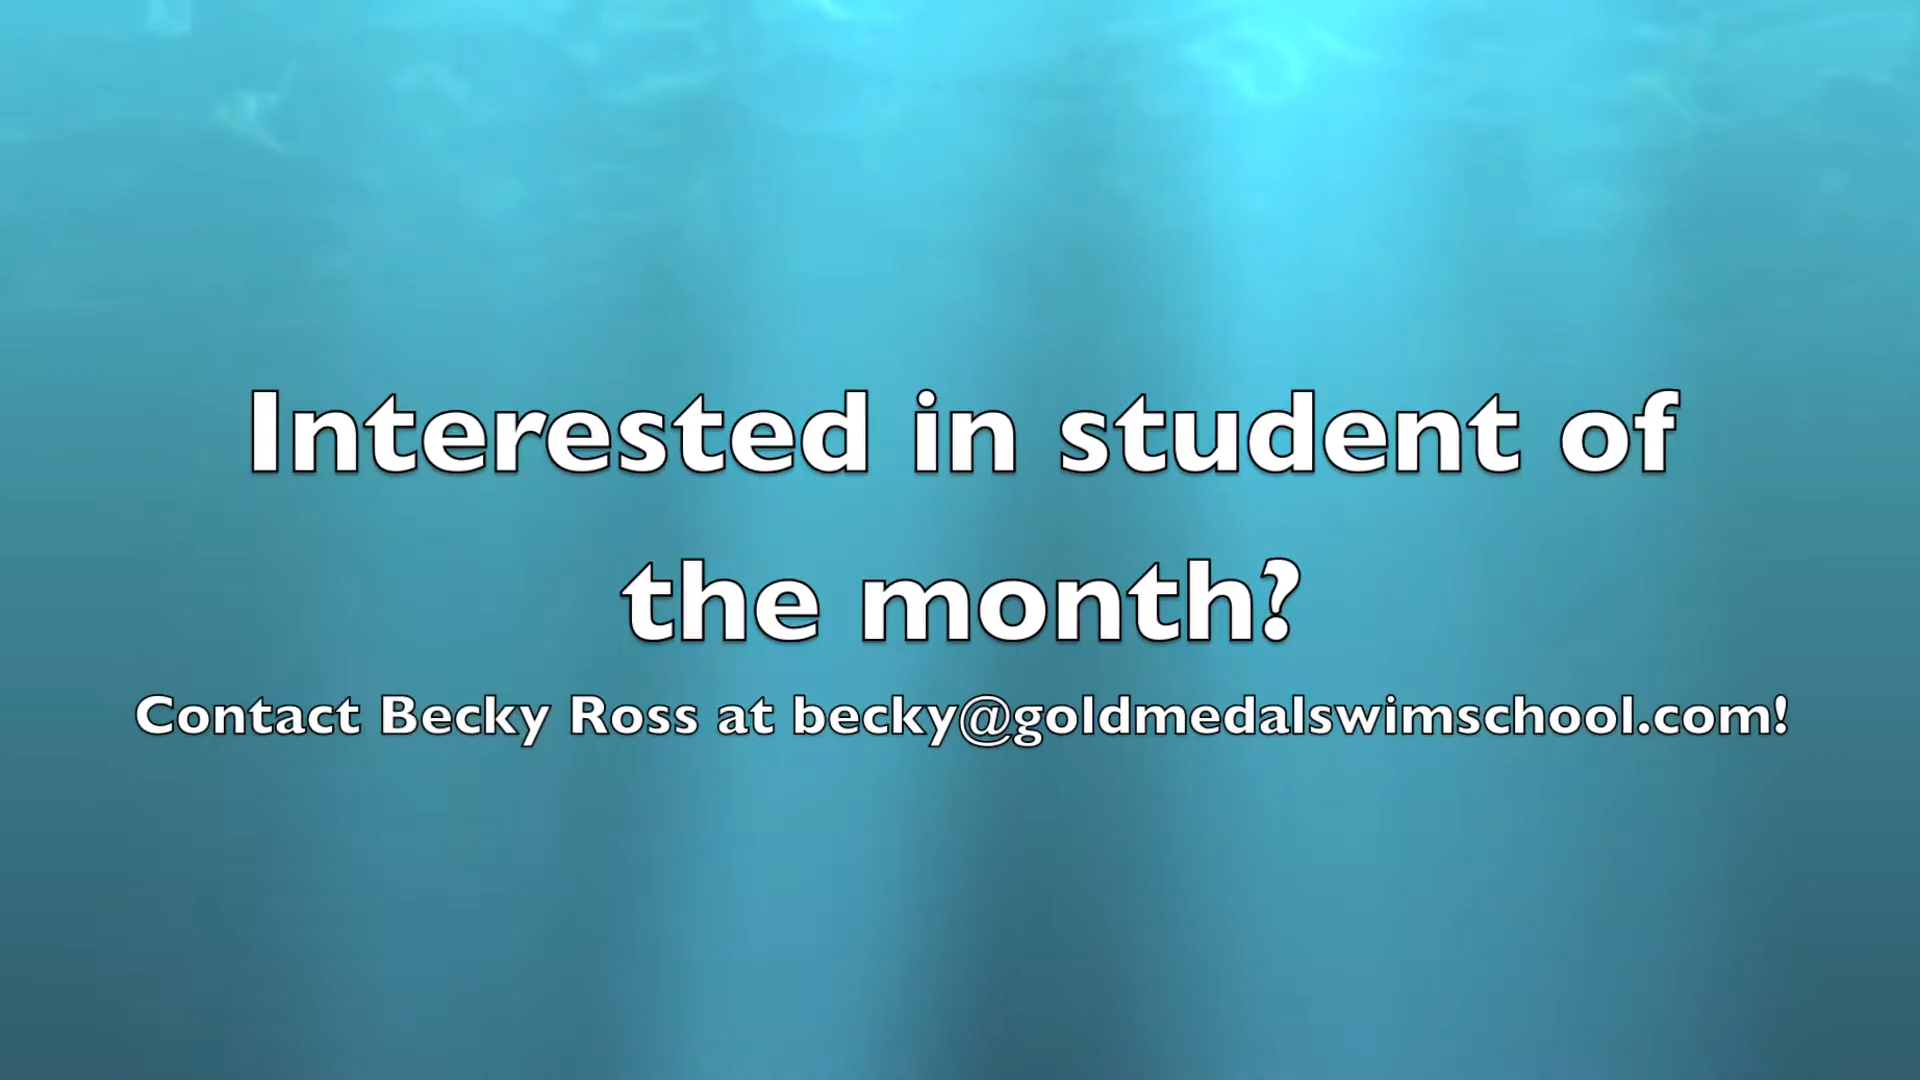 Interested in student of
the month?
Contact Becky Ross at becky@goldmedalswimschool.com!